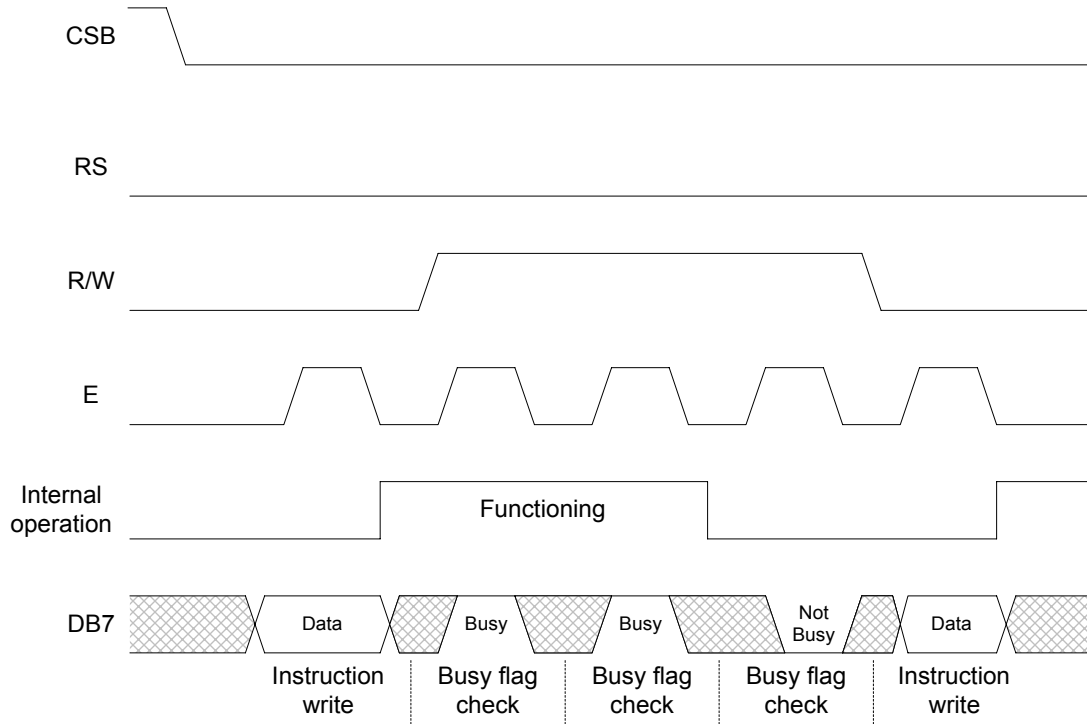 CSB
RS
R/W
E
Internal
operation
Functioning
DB7
Data
Busy
Busy
Not
Busy
Data
Instruction
write
Busy flag
check
Busy flag
check
Busy flag
check
Instruction
write